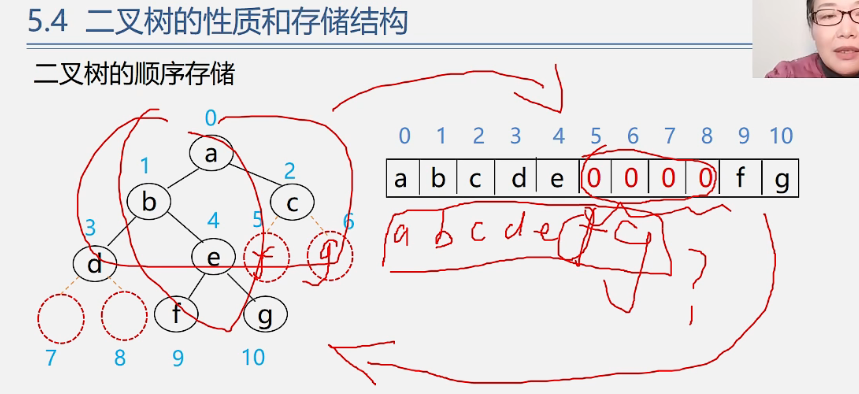 5.4 二叉树的性质和存储结构
二叉树的顺序存储
0
a
1 2
b c
3 4 5 6
d e f g
f g
7 8 9 10
0 1 2 3 4 5 6 7 8 9 10
a b c d e 0 0 0 0 f g
a b c d e f g
?